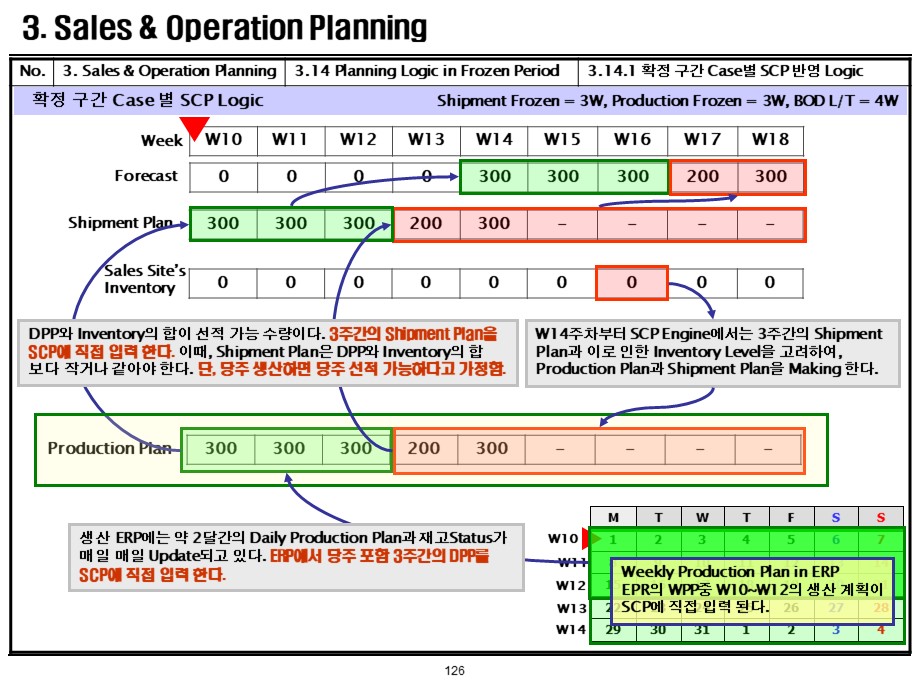 3. Sales & Operation Planning
No. 3. Sales & Operation Planning 3.14 Planning Logic in Frozen Period 3.14.1 확정 구간 Case별 SCP 반영 Logic
확정 구간 Case 별 SCP Logic Shipment Frozen = 3W, Production Frozen = 3W, BOD L/T = 4W
Week W10 W11 W12 W13 W14 W15 W16 W17 W18
Forecast 0 0 0 0 300 300 300 200 300
Shipment Plan 300 300 300 200 300 – – – –
Sales Site's
Inventory 0 0 0 0 0 0 0 0 0
DPP와 Inventory의 합이 선적 가능 수량이다. 3주간의 Shipment Plan을
SCP에 직접 입력 한다. 이때, Shipment Plan은 DPP와 Inventory의 합
보다 작거나 같아야 한다. 단, 당주 생산하면 당주 선적 가능하다고 가정함.
W14주차부터 SCP Engine에서는 3주간의 Shipment
Plan과 이로 인한 Inventory Level을 고려하여,
Production Plan과 Shipment Plan을 Making 한다.
Production Plan 300 300 300 200 300 – – – –
생산 ERP에는 약 2달간의 Daily Production Plan과 재고Status가
매일 매일 Update되고 있다. ERP에서 당주 포함 3주간의 DPP를
SCP에 직접 입력 한다.
M T W T F S S
W10 1 2 3 4 5 6 7
W11
W12
Weekly Production Plan in ERP
EPR의 WPP중 W10~W12의 생산 계획이
SCP에 직접 입력 된다.
W13 22 26 27 28
W14 29 30 31 1 2 3 4
126